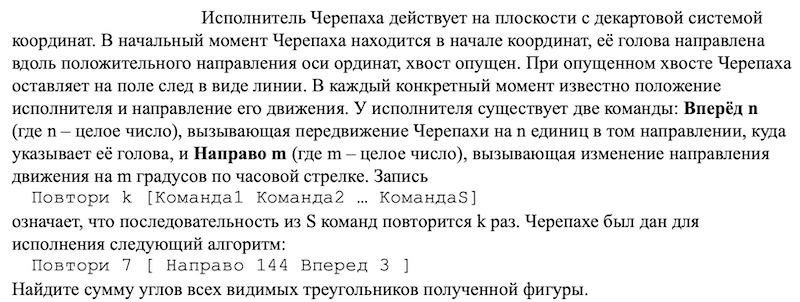 Исполнитель Черепаха действует на плоскости с декартовой системой
координат. В начальный момент Черепаха находится в начале координат, её голова направлена
вдоль положительного направления оси ординат, хвост опущен. При опущенном хвосте Черепаха
оставляет на поле след в виде линии. В каждый конкретный момент известно положение
исполнителя и направление его движения. У исполнителя существует две команды: Вперёд n
(где n – целое число), вызывающая передвижение Черепахи на n единиц в том направлении, куда
указывает её голова, и Направо m (где m – целое число), вызывающая изменение направления
движения на m градусов по часовой стрелке. Запись
Повтори k [Команда1 Команда2 … КомандаS]
означает, что последовательность из S команд повторится k раз. Черепахе был дан для
исполнения следующий алгоритм:
Повтори 7 [ Направо 144 Вперед 3 ]
Найдите сумму углов всех видимых треугольников полученной фигуры.